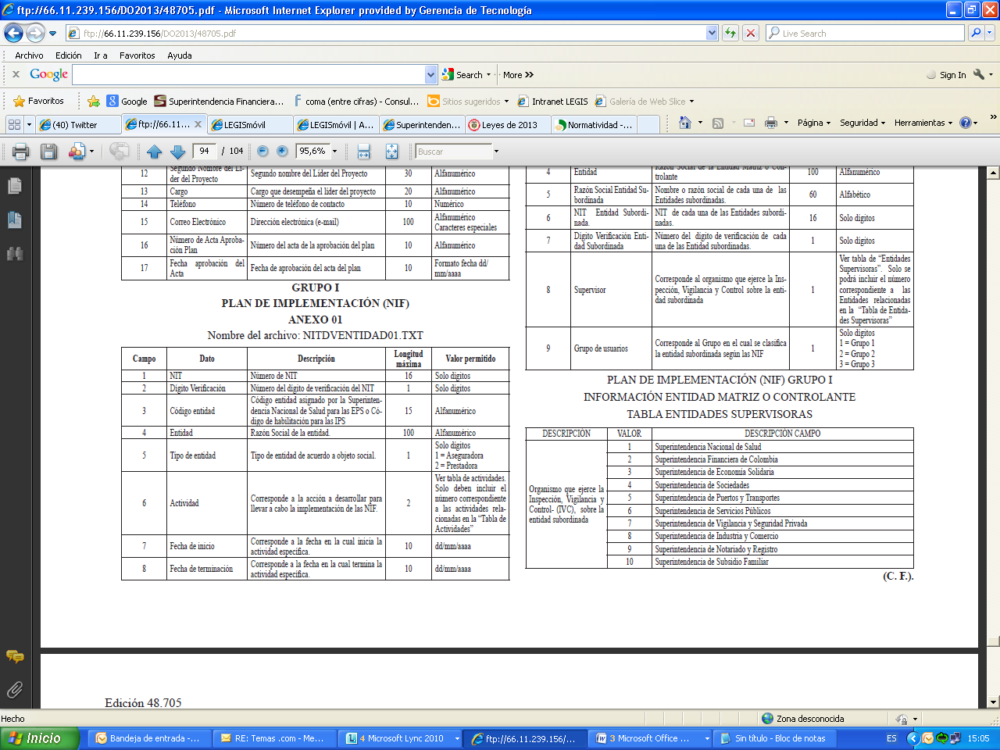 ftp://66.11.239.156/DO2013/48705.pdf - Microsoft Internet Explorer provided by Gerencia de Tecnología
ftp://66.11.239.156/DO2013/48705.pdf
Live Search
Archivo Edición Ir a Favoritos Ayuda
x Google Search More »
Sign In
Favoritos Google Superintendencia Financiera... coma (entre cifras) - Consul... Sitios sugeridos Intranet LEGIS Galería de Web Slice
(40) Twitter ftp://66.11.... LEGISmóvil LEGISmóvil | A... Superintenden... Leyes de 2013 Normatividad -...
Página Seguridad Herramientas
94 / 104 95,6% Buscar
12 Segundo Nombre del Lí-
der del Proyecto Segundo nombre del Líder del Proyecto 30 Alfanumérico
13 Cargo Cargo que desempeña el líder del proyecto 20 Alfanumérico
14 Teléfono Número de teléfono de contacto 10 Numérico
15 Correo Electrónico Dirección electrónica (e-mail) 100 Alfanumérico
Caracteres especiales
16 Número de Acta Aproba-
ción Plan Número del acta de la aprobación del plan 10 Alfanumérico
17 Fecha aprobación del
Acta Fecha de aprobación del acta del plan 10 Formato fecha dd/
mm/aaaa
GRUPO I
PLAN DE IMPLEMENTACIÓN (NIF)
ANEXO 01
Nombre del archivo: NITDVENTIDAD01.TXT
Campo Dato Descripción Longitud
máxima Valor permitido
1 NIT Número de NIT 16 Solo dígitos
2 Dígito Verificación Número del dígito de verificación del NIT 1 Solo dígitos
3 Código entidad Código entidad asignado por la Superinten-
dencia Nacional de Salud para las EPS o Có-
digo de habilitación para las IPS 15 Alfanumérico
4 Entidad Razón Social de la entidad. 100 Alfanumérico
5 Tipo de entidad Tipo de entidad de acuerdo a objeto social. 1 Solo dígitos
1 = Aseguradora
2 = Prestadora
6 Actividad Corresponde a la acción a desarrollar para
llevar a cabo la implementación de las NIF. 2 Ver tabla de actividades.
Solo deben incluir el
número correspondiente
a las actividades rela-
cionadas en la “Tabla de
Actividades”
7 Fecha de inicio Corresponde a la fecha en la cual inicia la
actividad específica. 10 dd/mm/aaaa
8 Fecha de terminación Corresponde a la fecha en la cual termina la
actividad específica. 10 dd/mm/aaaa
4 Entidad Razón Social de la Entidad Matriz o Con-
trolante 100 Alfanumérico
5 Razón Social Entidad Su-
bordinada Nombre o razón social de cada una de las
Entidades subordinadas. 60 Alfabético
6 NIT Entidad Subordi-
nada. NIT de cada una de las Entidades subordi-
nadas. 16 Solo dígitos
7 Dígito Verificación Enti-
dad Subordinada Número del dígito de verificación de cada
una de las Entidad subordinadas. 1 Solo dígitos
8 Supervisor Corresponde al organismo que ejerce la Ins-
pección, Vigilancia y Control sobre la enti-
dad subordinada 1 Ver tabla de “Entidades
Supervisoras”. Solo se
podrá incluir el número
correspondiente a las
Entidades relacionadas
en la “Tabla de Entida-
des Supervisoras”
9 Grupo de usuarios Corresponde al Grupo en el cual se clasifica
la entidad subordinada según las NIF 1 Solo dígitos
1 = Grupo 1
2 = Grupo 2
3 = Grupo 3
PLAN DE IMPLEMENTACIÓN (NIF) GRUPO I
INFORMACIÓN ENTIDAD MATRIZ O CONTROLANTE
TABLA ENTIDADES SUPERVISORAS
DESCRIPCIÓN VALOR DESCRIPCIÓN CAMPO
Organismo que ejerce la
Inspección, Vigilancia y
Control- (IVC), sobre la
entidad subordinada
1 Superintendencia Nacional de Salud
2 Superintendencia Financiera de Colombia
3 Superintendencia de Economía Solidaria
4 Superintendencia de Sociedades
5 Superintendencia de Puertos y Transportes
6 Superintendencia de Servicios Públicos
7 Superintendencia de Vigilancia y Seguridad Privada
8 Superintendencia de Industria y Comercio
9 Superintendencia de Notariado y Registro
10 Superintendencia de Subsidio Familiar
(C. F.).
Edición 48.705
Hecho Zona desconocida
Inicio Bandeja de entrada -... RE: Temas .com - Me... 4 Microsoft Lync 2010 ftp://66.11.239.156/... 3 Microsoft Office ... Sin título - Bloc de notas ES 15:05